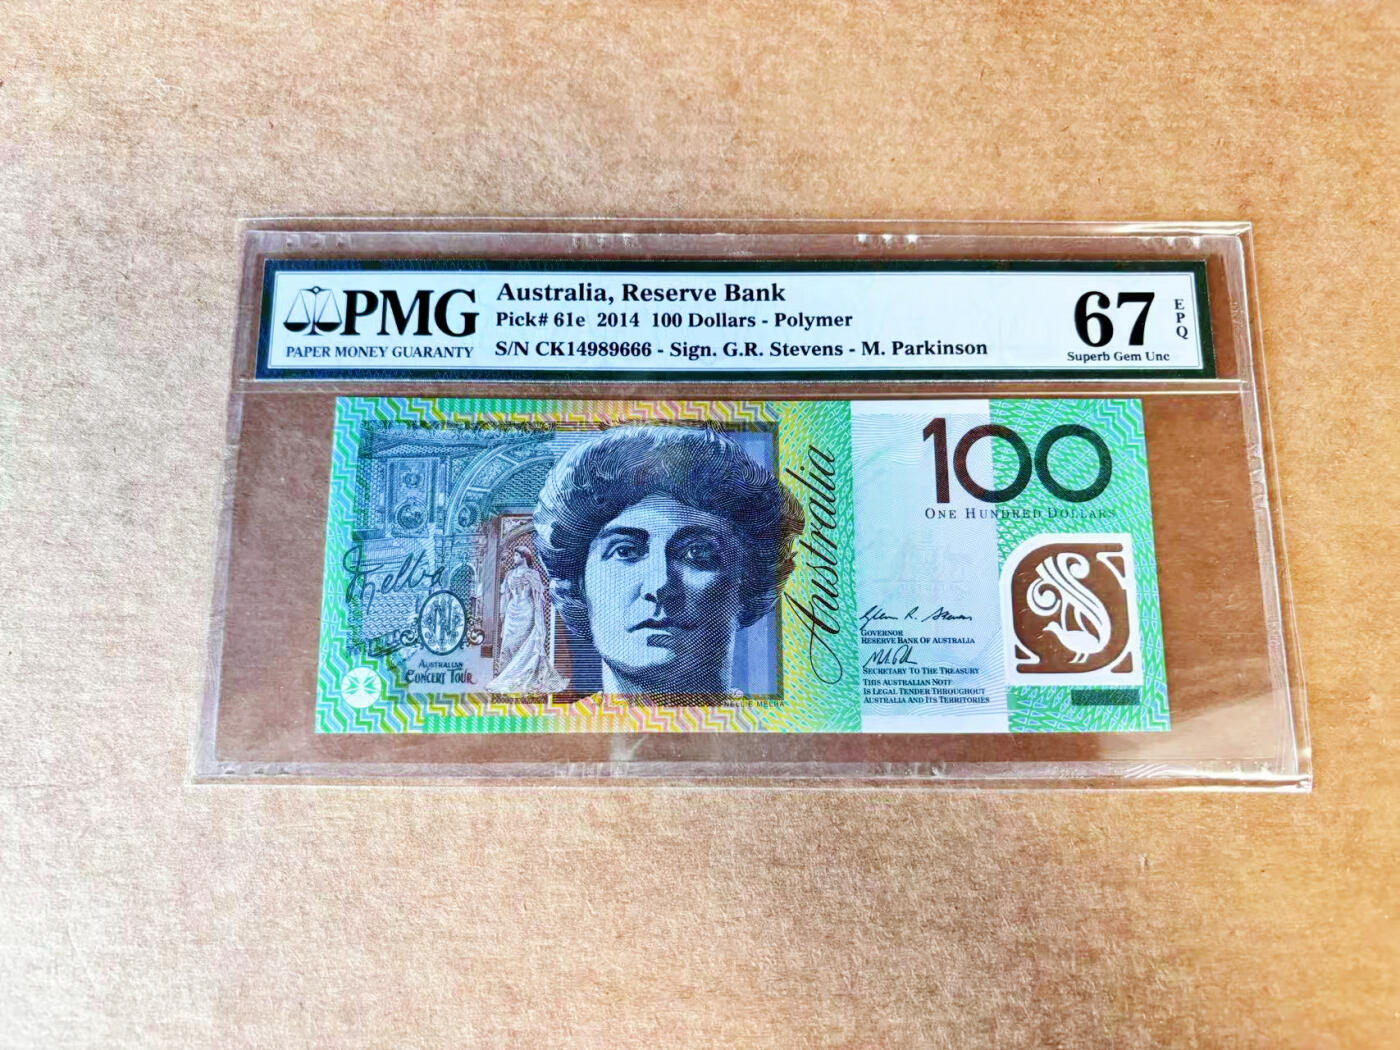 PMG
PAPER MONEY GUARANTY
Australia, Reserve Bank
Pick# 61e 2014 100 Dollars - Polymer
S/N CK14989666 - Sign. G.R. Stevens - M. Parkinson
67
EPQ
Superb Gem Unc
100
ONE HUNDRED DOLLARS
Australia
Melba
AUSTRALIAN
CONCERT TOUR
NELLIE MELBA
Glenn R. Stevens
GOVERNOR
RESERVE BANK OF AUSTRALIA
SECRETARY TO THE TREASURY
THIS AUSTRALIAN NOTE
IS LEGAL TENDER THROUGHOUT
AUSTRALIA AND ITS TERRITORIES